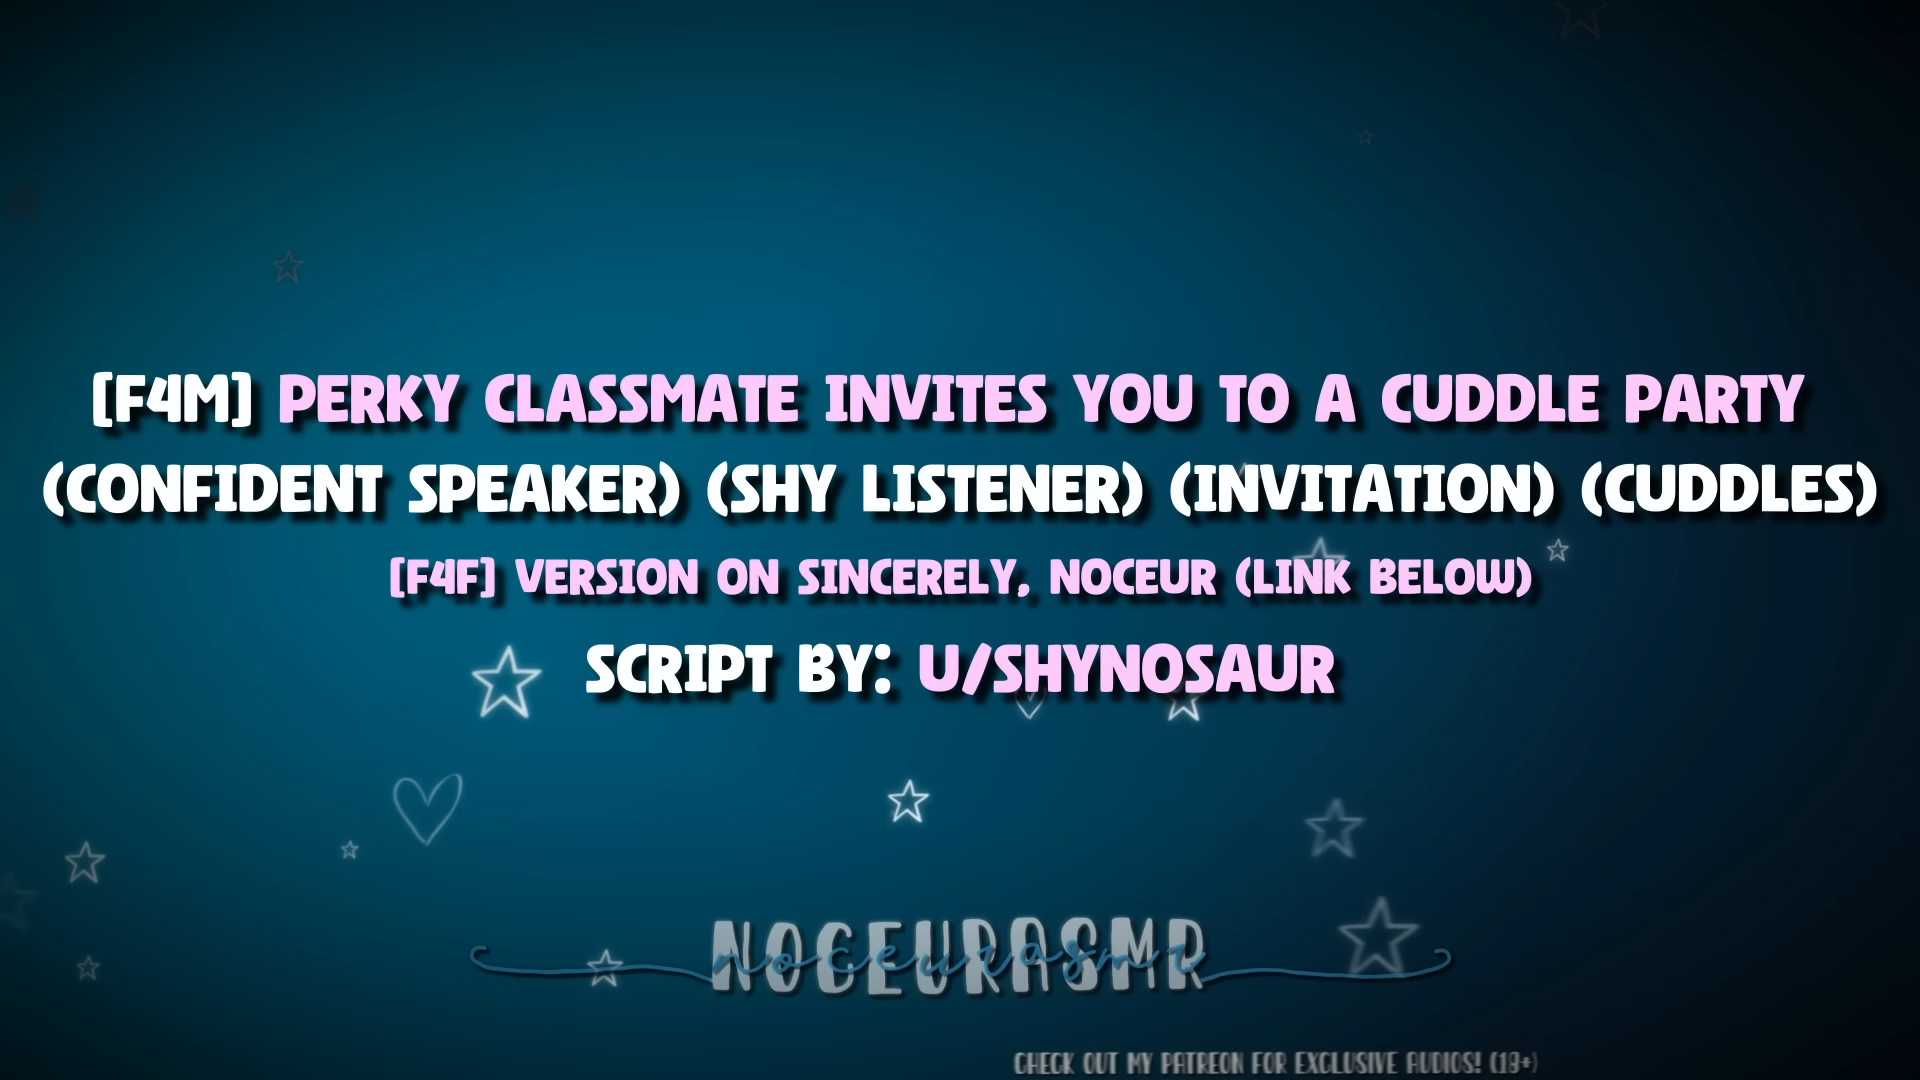 [F4M] PERKY CLASSMATE INVITES YOU TO A CUDDLE PARTY
(CONFIDENT SPEAKER) (SHY LISTENER) (INVITATION) (CUDDLES)
[F4F] VERSION ON SINCERELY, NOCEUR (LINK BELOW)
SCRIPT BY: U/SHYNOSAUR
NOCEURASMR
noceurasmr
CHECK OUT MY PATREON FOR EXCLUSIVE AUDIOS! (18+)